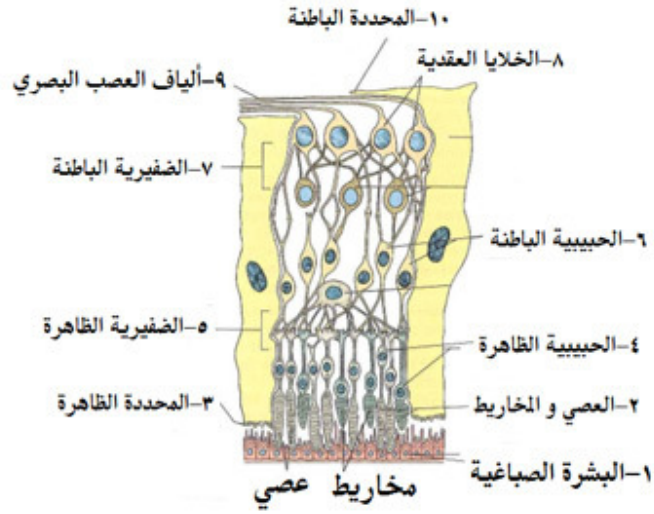 ١٠-المحددة الباطنة
٨-الخلايا العقدية
٩-ألياف العصب البصري
٧-الضفيرية الباطنة
٦-الحبيبية الباطنة
٥-الضفيرية الظاهرة
٤-الحبيبية الظاهرة
٣-المحددة الظاهرة
٢-العصي و المخاريط
١-البشرة الصباغية
مخاريط
عصي